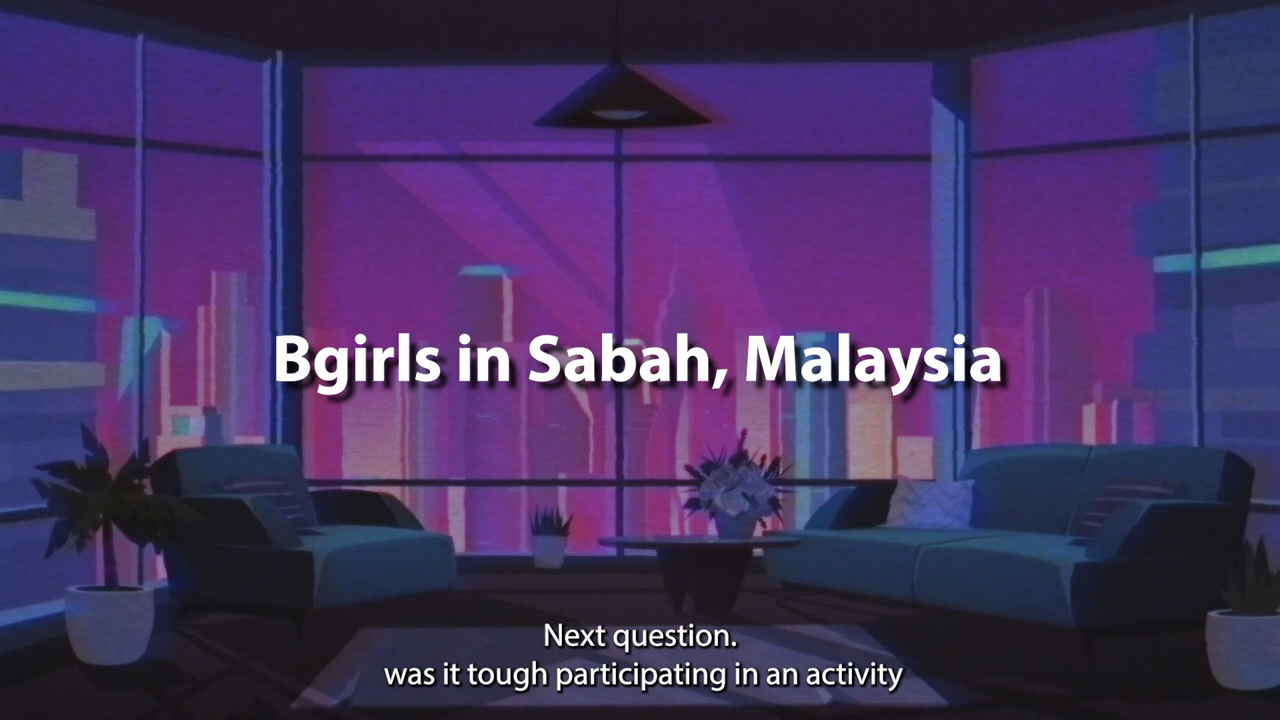 Bgirls in Sabah, Malaysia
Next question.
was it tough participating in an activity